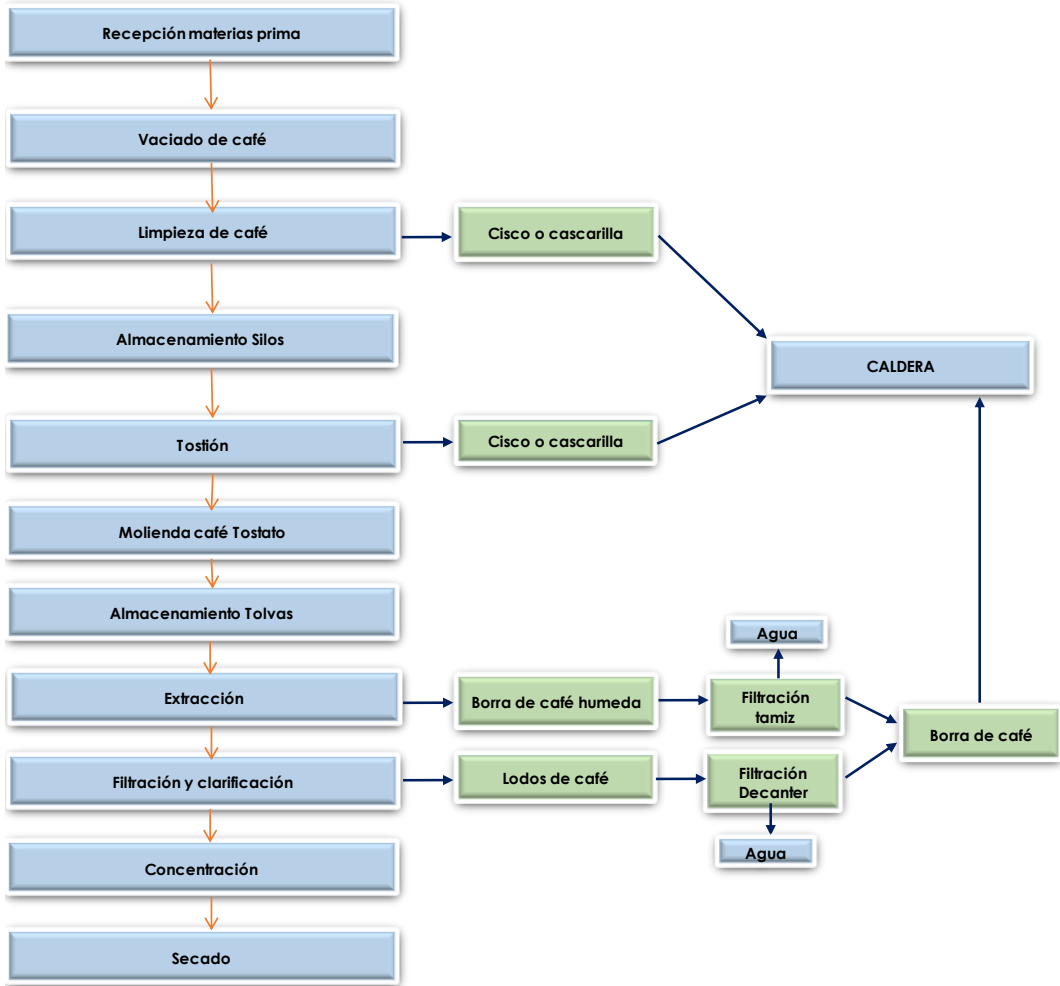 Recepción materias prima
Vaciado de café
Limpieza de café
Cisco o cascarilla
Almacenamiento Silos
CALDERA
Tostión
Cisco o cascarilla
Molienda café Tostato
Almacenamiento Tolvas
Agua
Extracción
Borra de café humeda
Filtración
tamiz
Borra de café
Filtración y clarificación
Lodos de café
Filtración
Decanter
Agua
Concentración
Secado